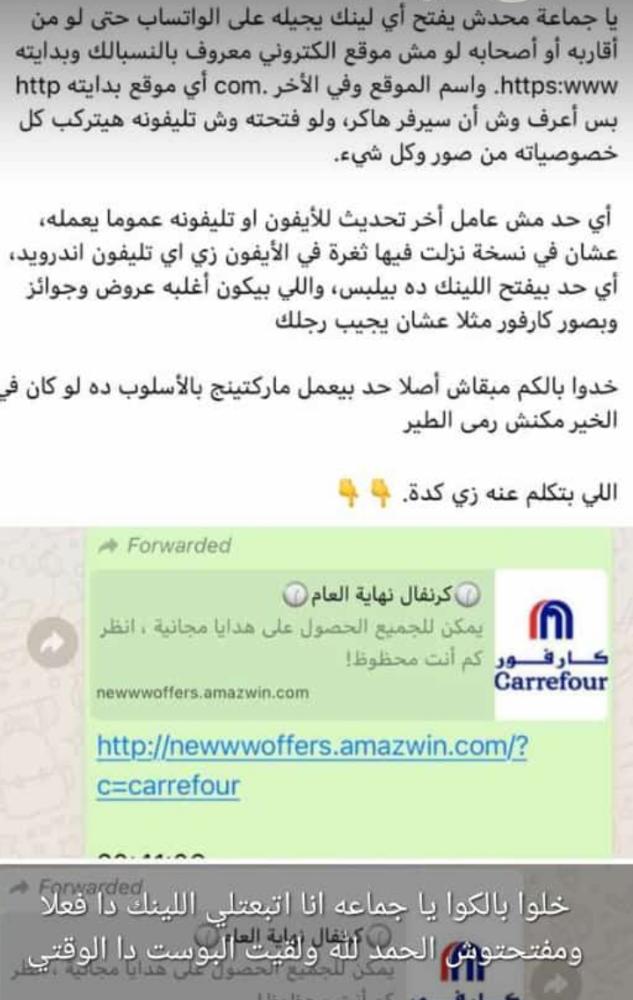 يا جماعة محدش يفتح أي لينك يجيله على الواتساب حتى لو من
أقاربه أو أصحابه لو مش موقع الكتروني معروف بالنسبالك وبدايته
https:www. واسم الموقع وفي الأخر .com أي موقع بدايته http
بس أعرف وش أن سيرفر هاكر، ولو فتحته وش تليفونه هيتركب كل
خصوصياته من صور وكل شيء.
أي حد مش عامل أخر تحديث للأيفون او تليفونه عموما يعمله،
عشان في نسخة نزلت فيها ثغرة في الأيفون زي اي تليفون اندرويد،
أي حد بيفتح اللينك ده بيلبس، واللي بيكون أغلبه عروض وجوائز
وبصور كارفور مثلا عشان يجيب رجلك
خدوا بالكم مبقاش أصلا حد بيعمل ماركتينج بالأسلوب ده لو كان في
الخير مكنش رمى الطير
اللي بتكلم عنه زي كدة. 👇👇
Forwarded
🕛كرنفال نهاية العام🕛
يمكن للجميع الحصول على هدايا مجانية ، انظر
كم أنت محظوظ!
newwwoffers.amazwin.com
كارفور
Carrefour
http://newwwoffers.amazwin.com/?
c=carrefour
Forwarded
خلوا بالكوا يا جماعه انا اتبعتلي اللينك دا فعلا
ومفتحتوش الحمد لله ولقيت البوست دا الوقتي
كرنفال نهاية العام
يمكن للجميع الحصول على هدايا مجانية ، انظر